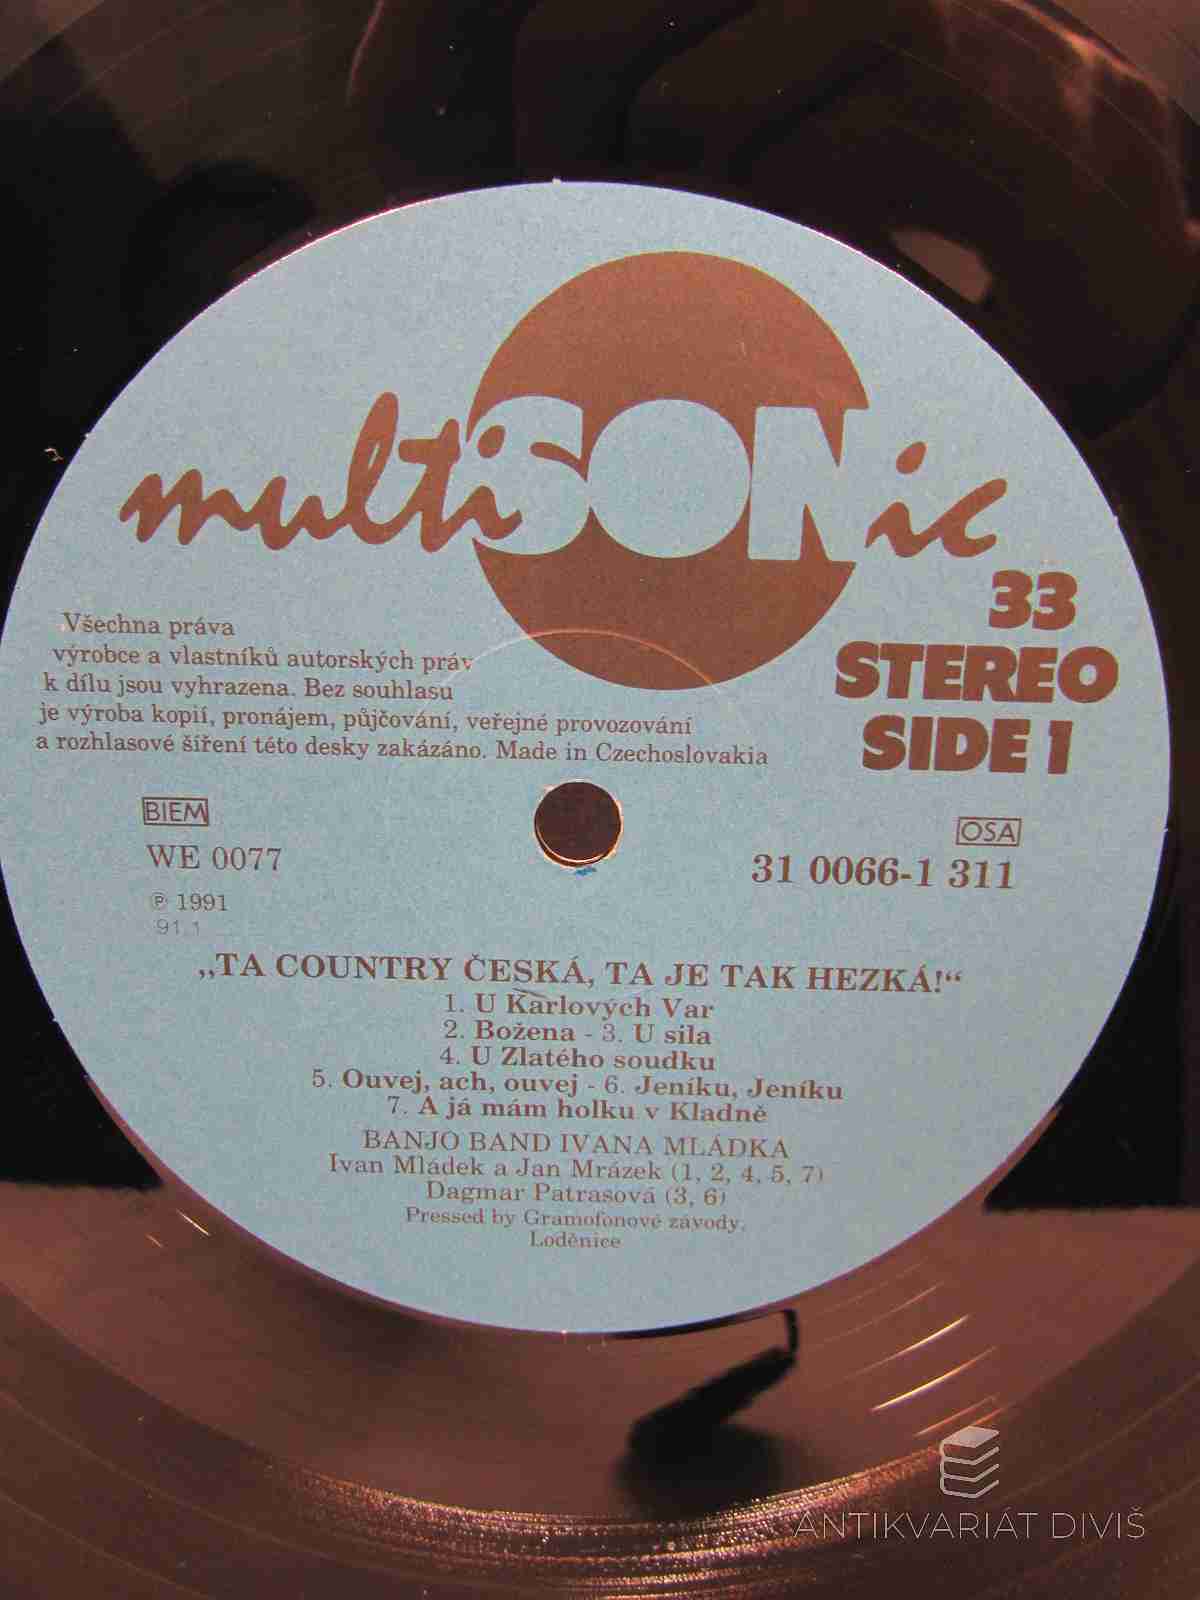 multiSONic
33
STEREO
SIDE 1
Všechna práva
výrobce a vlastníků autorských práv
k dílu jsou vyhrazena. Bez souhlasu
je výroba kopií, pronájem, půjčování, veřejné provozování
a rozhlasové šíření této desky zakázáno. Made in Czechoslovakia
BIEM
OSA
WE 0077
31 0066-1 311
℗ 1991
91.1
„TA COUNTRY ČESKÁ, TA JE TAK HEZKÁ!“
1. U Karlových Var
2. Božena - 3. U sila
4. U Zlatého soudku
5. Ouvej, ach, ouvej - 6. Jeníku, Jeníku
7. A já mám holku v Kladně
BANJO BAND IVANA MLÁDKA
Ivan Mládek a Jan Mrázek (1, 2, 4, 5, 7)
Dagmar Patrasová (3, 6)
Pressed by Gramofonové závody,
Loděnice
ANTIKVARIÁT DIVIŠ